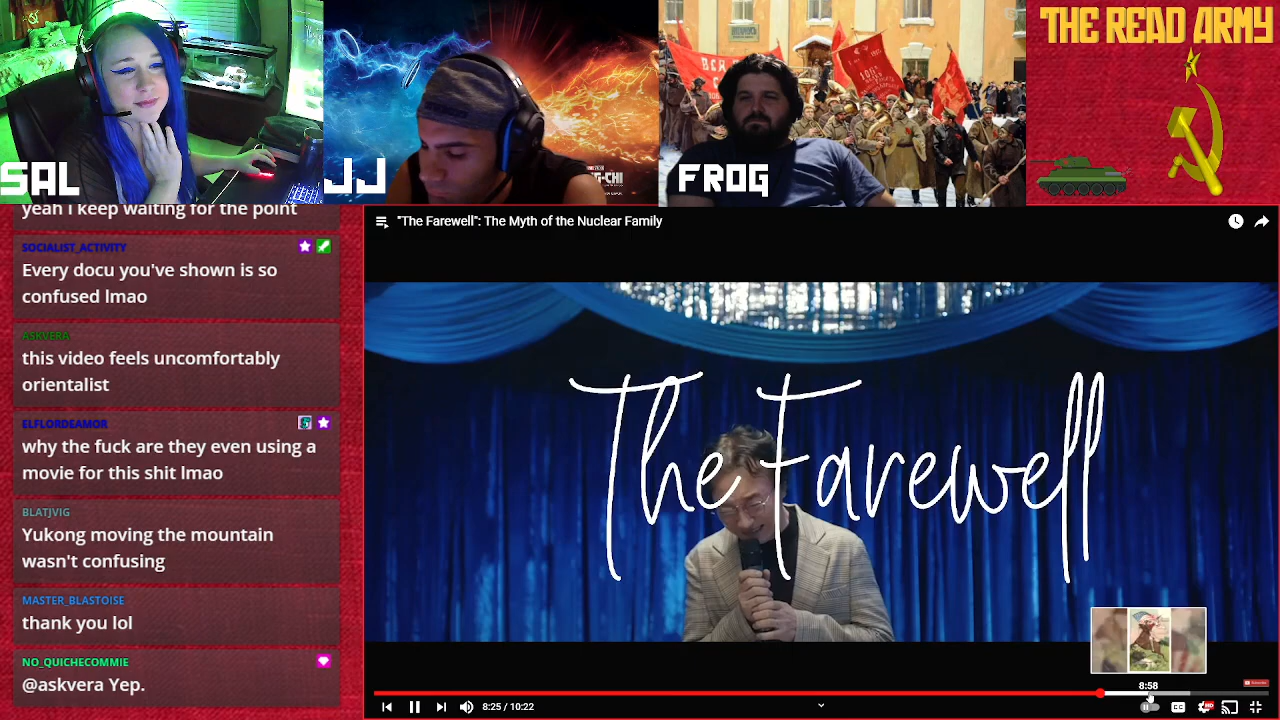 THE READ ARMY
SAL
JJ
G-CHI
FROG
yeah I keep waiting for the point
SOCIALIST_ACTIVITY
Every docu you've shown is so
confused lmao
ASKVERA
this video feels uncomfortably
orientalist
ELFLORDEAMOR
why the fuck are they even using a
movie for this shit lmao
BLATJVIG
Yukong moving the mountain
wasn't confusing
MASTER_BLASTOISE
thank you lol
NO_QUICHECOMMIE
@askvera Yep.
"The Farewell": The Myth of the Nuclear Family
The Farewell
8:58
8:25 / 10:22
CC
HD